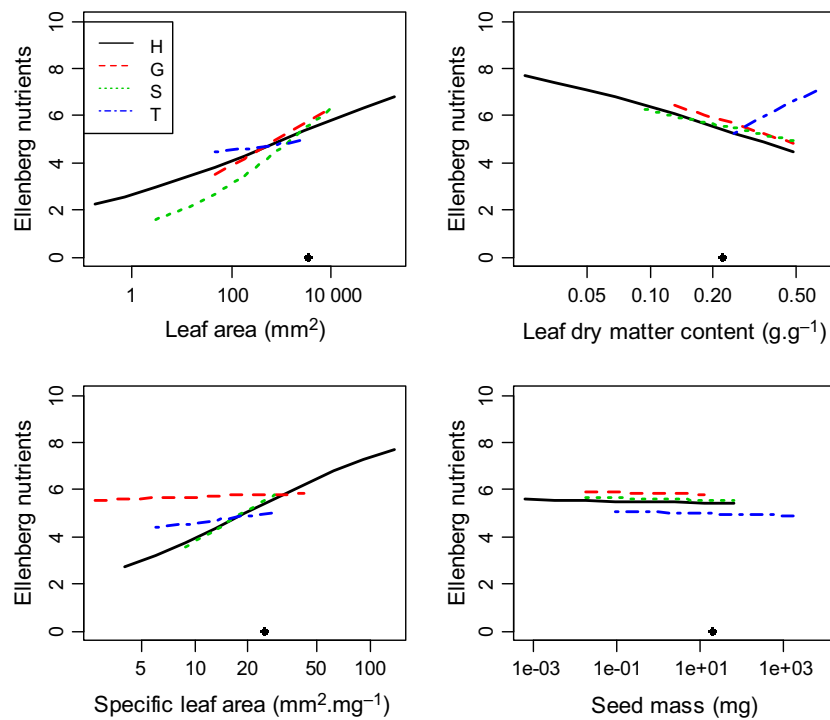 10
8
6
4
2
0
Ellenberg nutrients
H
G
S
T
1
100
10 000
Leaf area (mm²)
10
8
6
4
2
0
Ellenberg nutrients
0.05
0.10
0.20
0.50
Leaf dry matter content (g.g⁻¹)
10
8
6
4
2
0
Ellenberg nutrients
5
10
20
50
100
Specific leaf area (mm².mg⁻¹)
10
8
6
4
2
0
Ellenberg nutrients
1e-03
1e-01
1e+01
1e+03
Seed mass (mg)